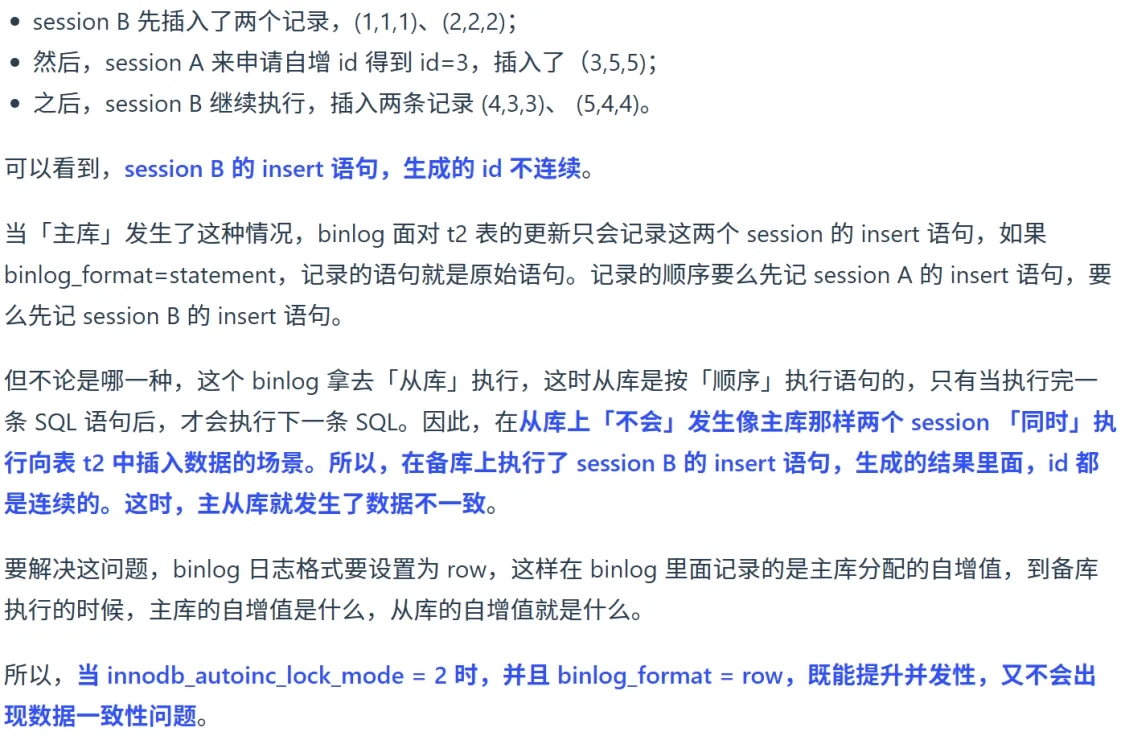 • session B 先插入了两个记录，(1,1,1)、(2,2,2)；
• 然后，session A 来申请自增 id 得到 id=3，插入了（3,5,5)；
• 之后，session B 继续执行，插入两条记录 (4,3,3)、 (5,4,4)。
可以看到，session B 的 insert 语句，生成的 id 不连续。
当「主库」发生了这种情况，binlog 面对 t2 表的更新只会记录这两个 session 的 insert 语句，如果
binlog_format=statement，记录的语句就是原始语句。记录的顺序要么先记 session A 的 insert 语句，要
么先记 session B 的 insert 语句。
但不论是哪一种，这个 binlog 拿去「从库」执行，这时从库是按「顺序」执行语句的，只有当执行完一
条 SQL 语句后，才会执行下一条 SQL。因此，在从库上「不会」发生像主库那样两个 session 「同时」执
行向表 t2 中插入数据的场景。所以，在备库上执行了 session B 的 insert 语句，生成的结果里面，id 都
是连续的。这时，主从库就发生了数据不一致。
要解决这问题，binlog 日志格式要设置为 row，这样在 binlog 里面记录的是主库分配的自增值，到备库
执行的时候，主库的自增值是什么，从库的自增值就是什么。
所以，当 innodb_autoinc_lock_mode = 2 时，并且 binlog_format = row，既能提升并发性，又不会出
现数据一致性问题。